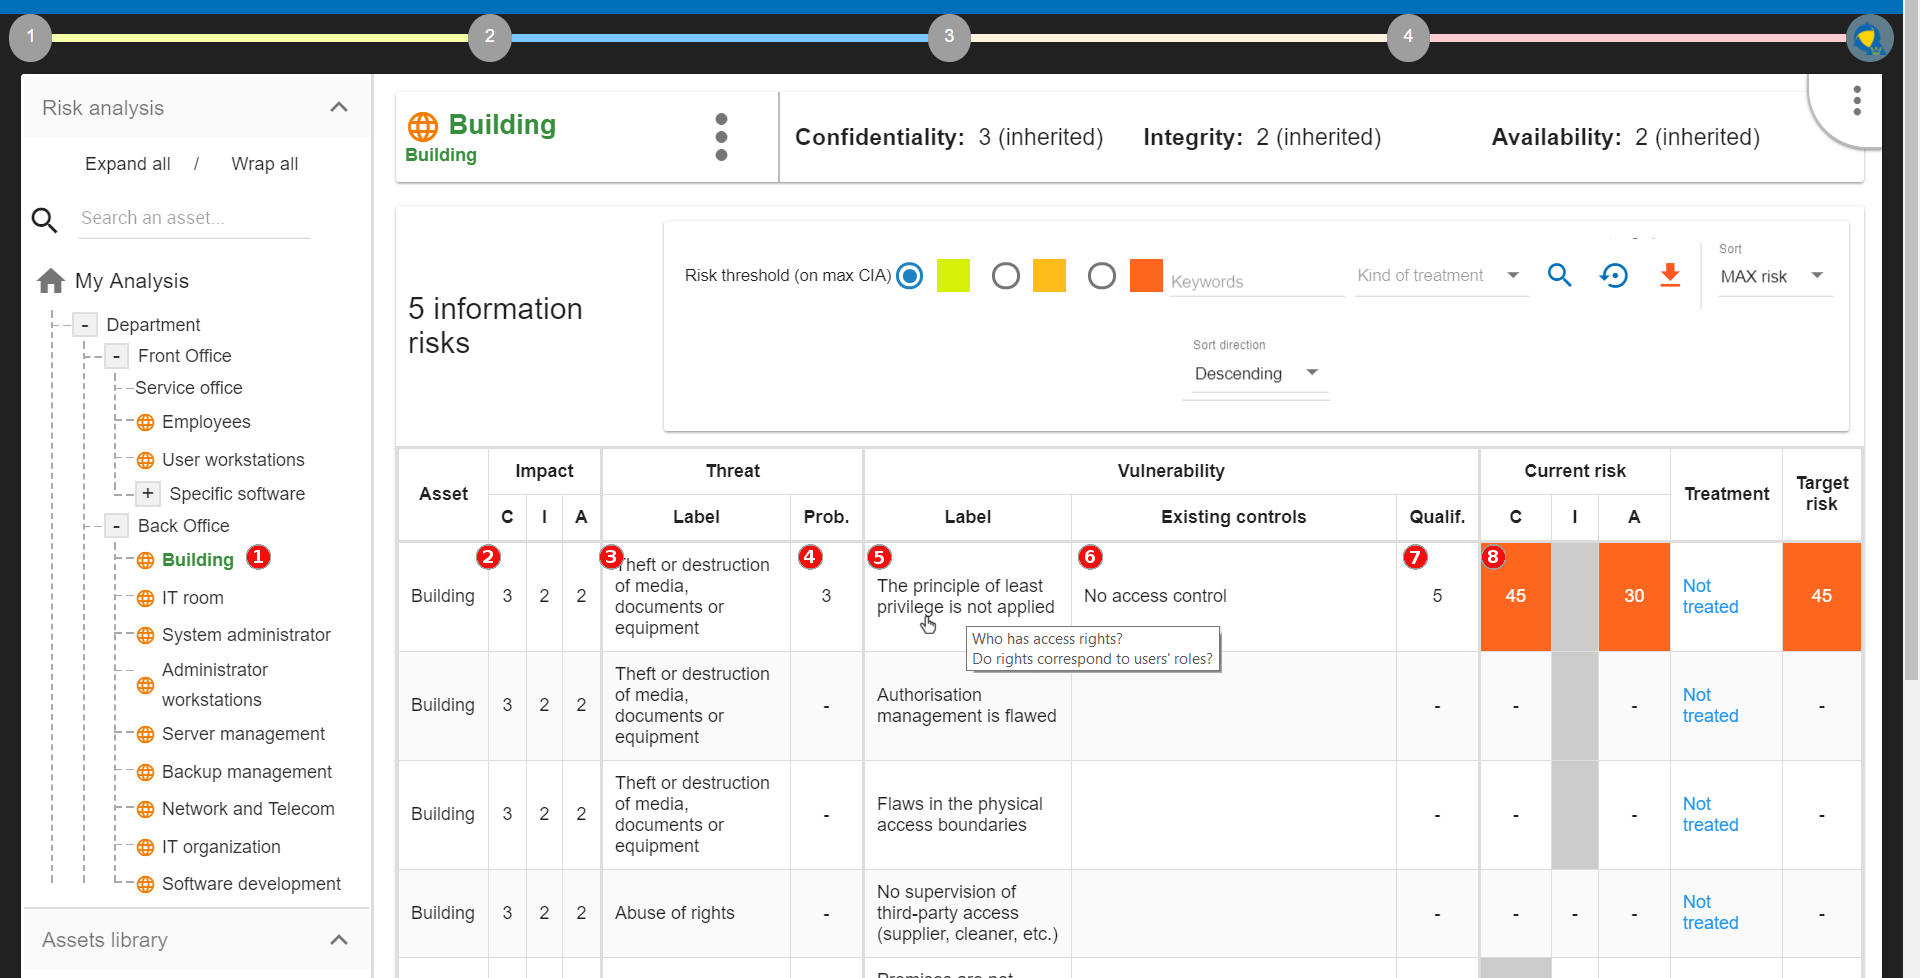 1
2
3
4
Risk analysis
Expand all / Wrap all
Search an asset...
My Analysis
- Department
- Front Office
Service office
Employees
User workstations
+ Specific software
- Back Office
Building 1
IT room
System administrator
Administrator
workstations
Server management
Backup management
Network and Telecom
IT organization
Software development
Assets library
Building
Building
Confidentiality: 3 (inherited) Integrity: 2 (inherited) Availability: 2 (inherited)
5 information
risks
Risk threshold (on max CIA)
Keywords
Kind of treatment
Sort
MAX risk
Sort direction
Descending
Asset Impact Threat Vulnerability Current risk Treatment Target
risk
C I A Label Prob. Label Existing controls Qualif. C I A
2 3 4 5 6 7 8
Building 3 2 2
Theft or destruction
of media,
documents or
equipment
3
The principle of least
privilege is not applied
No access control
5 45 30
Not
treated
45
Who has access rights?
Do rights correspond to users' roles?
Building 3 2 2
Theft or destruction
of media,
documents or
equipment
-
Authorisation
management is flawed
- - -
Not
treated
-
Building 3 2 2
Theft or destruction
of media,
documents or
equipment
-
Flaws in the physical
access boundaries
- - -
Not
treated
-
Building 3 2 2 Abuse of rights -
No supervision of
third-party access
(supplier, cleaner, etc.)
- - - -
Not
treated
-
Premises are not